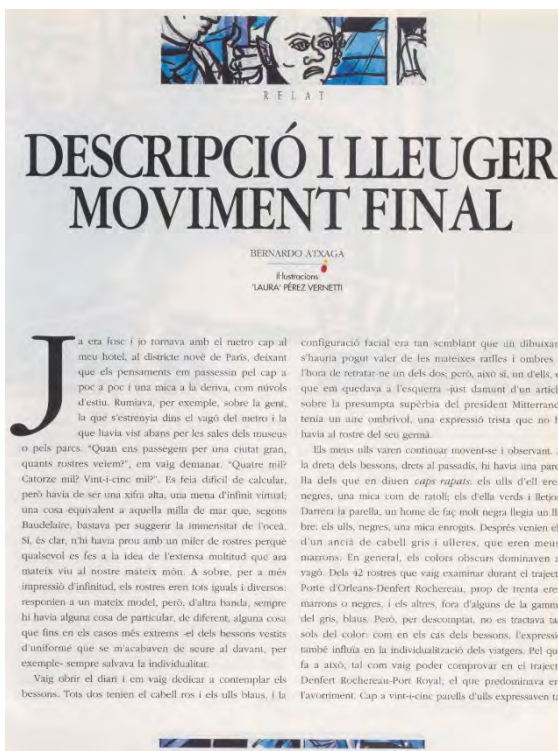 RELAT
DESCRIPCIÓ I LLEUGER
MOVIMENT FINAL
BERNARDO ATXAGA
Il·lustracions:
'LAURA' PÉREZ VERNETTI
Ja era fosc i jo tornava amb el metro cap al
meu hotel, al districte novè de París, deixant
que els pensaments em passessin pel cap a
poc a poc i una mica a la deriva, com núvols
d'estiu. Rumiava, per exemple, sobre la gent,
la que s'estrenyia dins el vagó del metro i la
que havia vist abans per les sales dels museus
o pels parcs. "Quan ens passegem per una ciutat gran,
quants rostres veiem?", em vaig demanar. "Quatre mil?
Catorze mil? Vint-i-cinc mil?". Es feia difícil de calcular,
però havia de ser una xifra alta, una mena d'infinit virtual;
una cosa equivalent a aquella milla de mar que, segons
Baudelaire, bastava per suggerir la immensitat de l'oceà.
Sí, és clar, n'hi havia prou amb un miler de rostres perquè
qualsevol es fes a la idea de l'extensa multitud que ara
mateix viu al nostre mateix món. A sobre, per a més
impressió d'infinitud, els rostres eren tots iguals i diversos:
responien a un mateix model, però, d'altra banda, sempre
hi havia alguna cosa de particular, de diferent, alguna cosa
que fins en els casos més extrems -el dels bessons vestits
d'uniforme que se m'acabaven de seure al davant, per
exemple- sempre salvava la individualitat.
Vaig obrir el diari i em vaig dedicar a contemplar els
bessons. Tots dos tenien el cabell ros i els ulls blaus, i la
configuració facial era tan semblant que un dibuixant
s'hauria pogut valer de les mateixes ratlles i ombres
l'hora de retratar-ne un dels dos; però, així i tot, un d'ells,
que em quedava a l'esquerra -just damunt d'un article
sobre la presumpta supèrbia del president Mitterrand
tenia un aire ombrívol, una expressió trista que no hi
havia al rostre del seu germà.
Els meus ulls varen continuar movent-se i observant.
la dreta dels bessons, drets al passadís, hi havia una pare
lla dels que en diuen caps rapats: els ulls d'ell eren
negres, una mica com de ratolí; els d'ella verds i lletjos.
Darrera la parella, un home de faç molt negra llegia un lli
bre: els ulls, negres, una mica enrogits. Després venien el
d'un ancià de cabell gris i ulleres, que eren meus
marrons. En general, els colors obscurs dominaven a
vagó. Dels 42 rostres que vaig examinar durant el trajecte
Porte d'Orleans-Denfert Rochereau, prop de trenta eren
marrons o negres, i els altres, fora d'alguns de la gamma
del gris, blaus. Però, per descomptat, no es tractava tan
sols del color: com en els cas dels bessons, l'expressió
també influïa en la individualització dels viatgers. Pel que
fa a això, tal com vaig poder comprovar en el trajecte
Denfert Rochereau-Port Royal, el que predominava era
l'avorriment. Cap a vint-i-cinc parells d'ulls expressaven ta